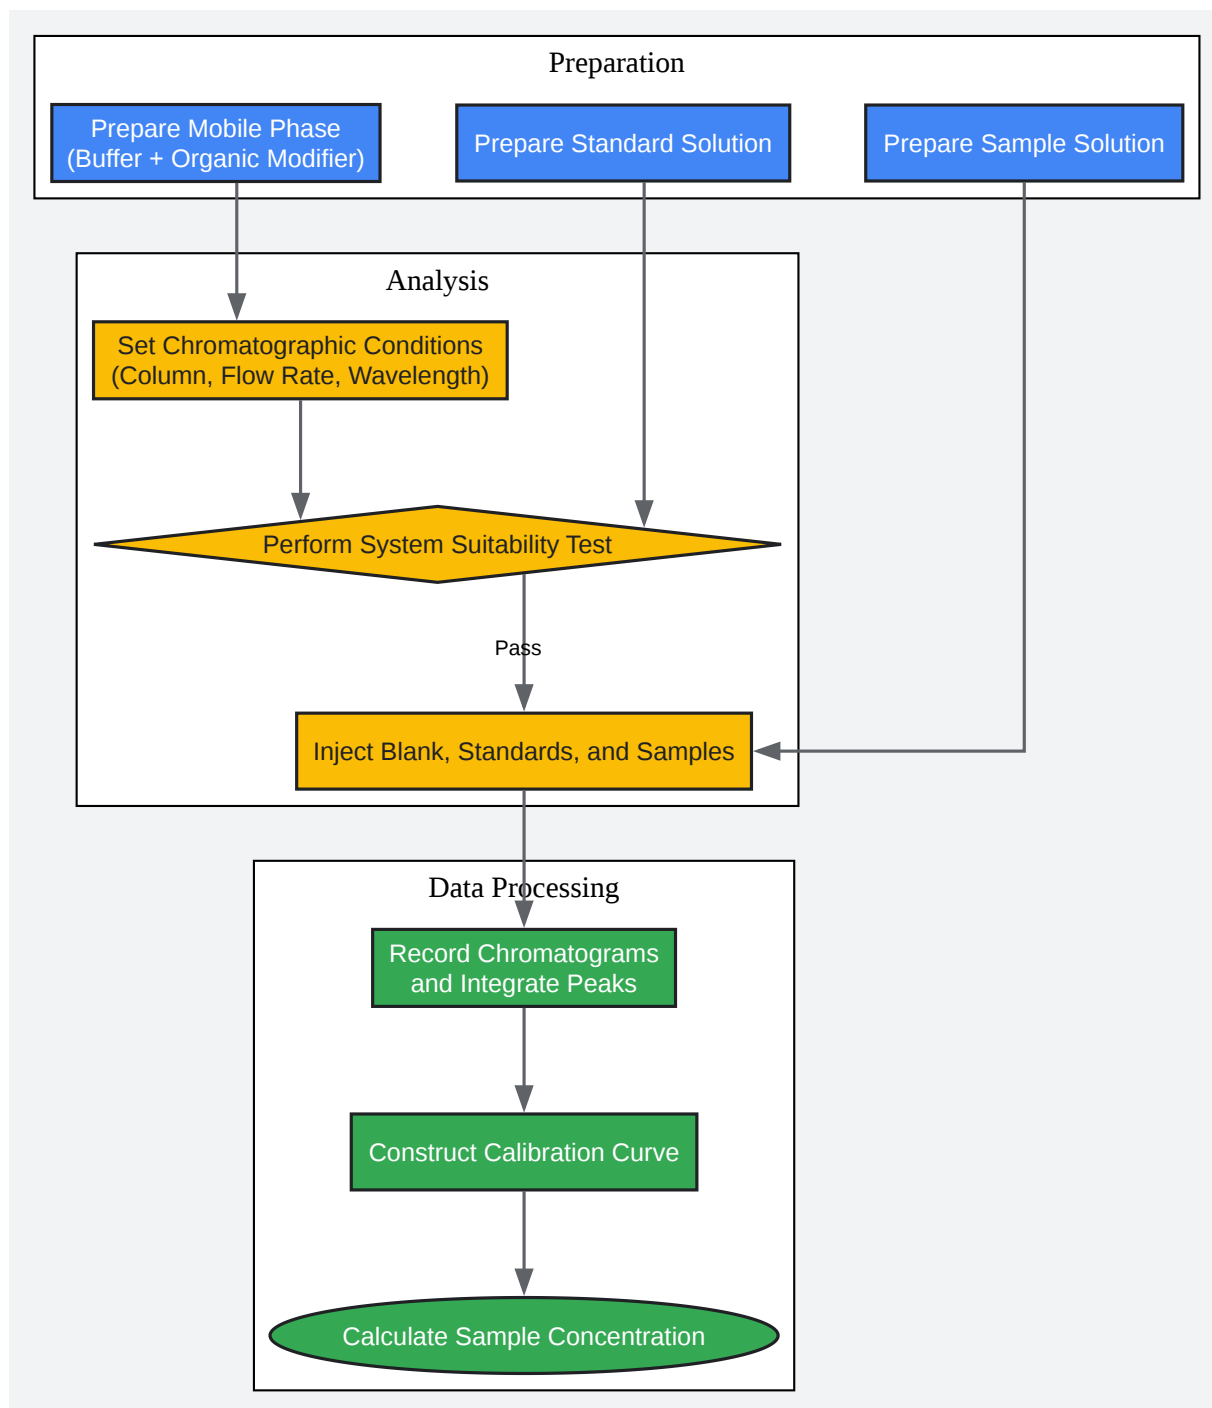 Preparation
Prepare Mobile Phase
(Buffer + Organic Modifier)
Prepare Standard Solution
Prepare Sample Solution
Analysis
Set Chromatographic Conditions
(Column, Flow Rate, Wavelength)
Perform System Suitability Test
Pass
Inject Blank, Standards, and Samples
Data Processing
Record Chromatograms
and Integrate Peaks
Construct Calibration Curve
Calculate Sample Concentration